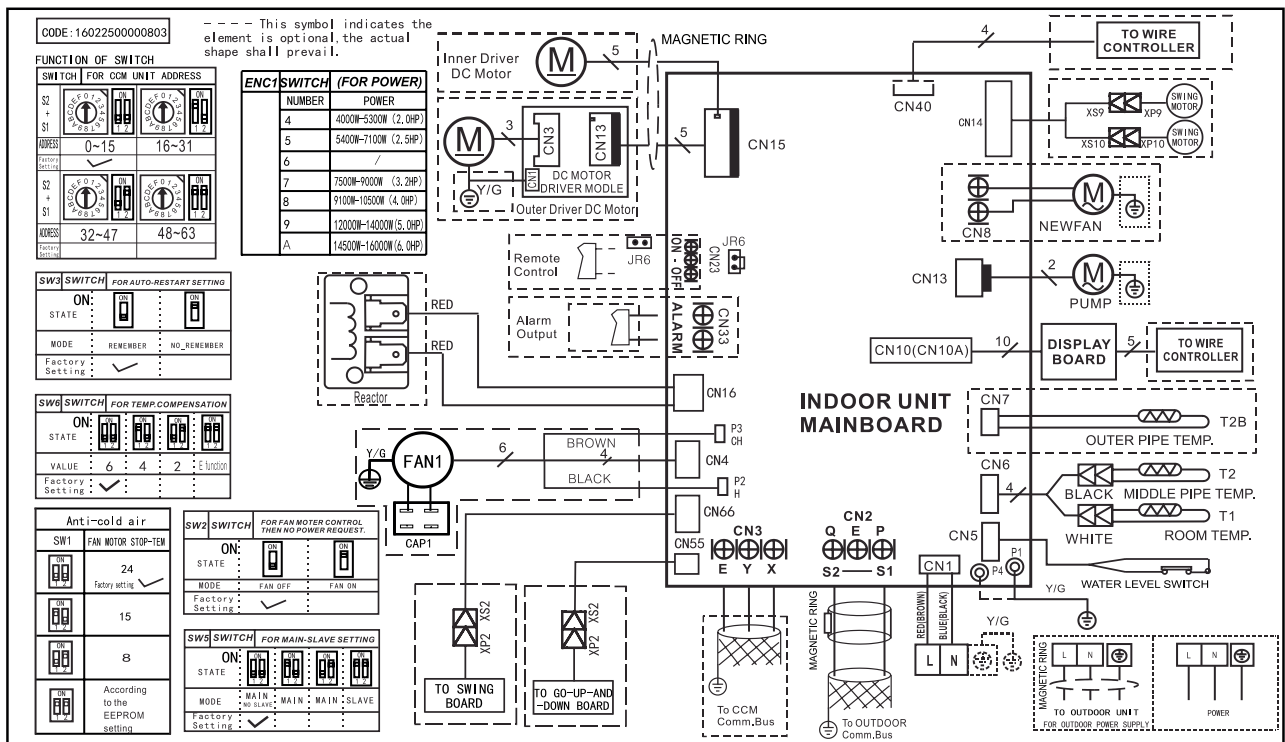 CODE:16022500000803
- - - - This symbol indicates the
element is optional,the actual
shape shall prevail.
FUNCTION OF SWITCH
SWITCH FOR CCM UNIT ADDRESS
S2
+
S1
ON
1 2
ON
1 2
ADDRESS 0~15 16~31
Factory
Setting
S2
+
S1
ON
1 2
ON
1 2
ADDRESS 32~47 48~63
Factory
Setting
ENC1 SWITCH (FOR POWER)
NUMBER POWER
4 4000W-5300W (2.0HP)
5 5400W-7100W (2.5HP)
6 /
7 7500W-9000W (3.2HP)
8 9100W-10500W (4.0HP)
9 12000W-14000W(5.0HP)
A 14500W-16000W(6.0HP)
SW3 SWITCH FOR AUTO-RESTART SETTING
ON
STATE
ON
ON
MODE REMEMBER NO_REMEMBER
Factory
Setting
SW6 SWITCH FOR TEMP.COMPENSATION
ON
STATE
VALUE 6 4 2 E function
Factory
Setting
Anti-cold air
SW1 FAN MOTOR STOP-TEM
24
Factory setting
15
8
According
to the
EEPROM
setting
SW2 SWITCH FOR FAN MOTER CONTROL
THEN NO POWER REQUEST.
ON
STATE
MODE FAN OFF FAN ON
Factory
Setting
SW5 SWITCH FOR MAIN-SLAVE SETTING
ON
STATE
MODE MAIN NO SLAVE MAIN MAIN SLAVE
Factory
Setting
Inner Driver
DC Motor
M
5
MAGNETIC RING
M
3
CN3
CN13
CN1
Y/G
DC MOTOR
DRIVER MODLE
Outer Driver DC Motor
5
CN15
Remote
Control
JR6
ON - OFF
CN23
JR6
Alarm
Output
ALARM
CN33
RED
RED
Reactor
CN16
Y/G
FAN1
6
BROWN
4
BLACK
P3
CH
CN4
P2
H
CAP1
CN66
CN55
XS2
XP2
TO SWING
BOARD
XS2
XP2
TO GO-UP-AND
-DOWN BOARD
INDOOR UNIT
MAINBOARD
CN3
E Y X
To CCM
Comm.Bus
CN2
Q E P
S2 S1
MAGNETIC RING
To OUTDOOR
Comm.Bus
CN1
RED(BROWN)
BLUE(BLACK)
L N
Y/G
CN40
4
TO WIRE
CONTROLLER
CN14
XS9 XP9
SWING
MOTOR
XS10 XP10
SWING
MOTOR
CN8
M
NEWFAN
CN13
2
M
PUMP
CN10(CN10A)
10
DISPLAY
BOARD
5
TO WIRE
CONTROLLER
CN7
T2B
OUTER PIPE TEMP.
CN6
4
T2
BLACK MIDDLE PIPE TEMP.
T1
WHITE ROOM TEMP.
CN5
P4
P1
WATER LEVEL SWITCH
Y/G
MAGNETIC RING
L N
TO OUTDOOR UNIT
FOR OUTDOOR POWER SUPPLY
L N
POWER